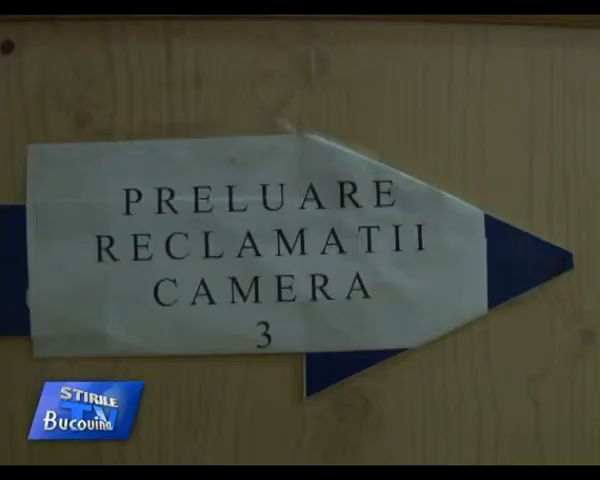 PRELUARE
RECLAMATII
CAMERA
3
STIRILE
TV
Bucovina